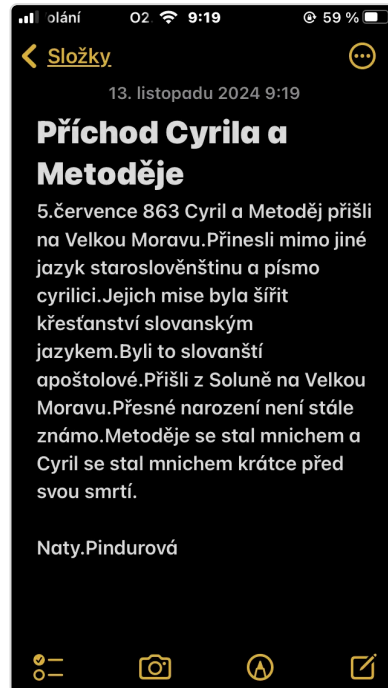 olání O2 9:19 59 %
Složky
13. listopadu 2024 9:19
Příchod Cyrila a
Metoděje
5.července 863 Cyril a Metoděj přišli
na Velkou Moravu.Přinesli mimo jiné
jazyk staroslověnštinu a písmo
cyrilici.Jejich mise byla šířit
křesťanství slovanským
jazykem.Byli to slovanští
apoštolové.Přišli z Soluně na Velkou
Moravu.Přesné narození není stále
známo.Metoděje se stal mnichem a
Cyril se stal mnichem krátce před
svou smrtí.
Naty.Pindurová